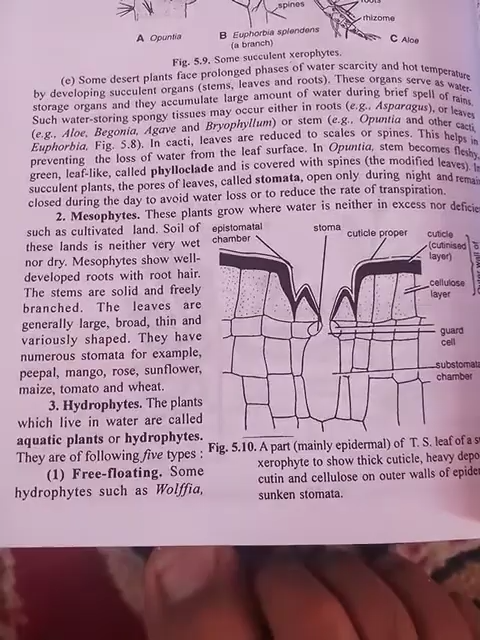 spines
roots
rhizome
A Opuntia
B Euphorbia splendens
(a branch)
C Aloe
Fig. 5.9. Some succulent xerophytes.
(e) Some desert plants face prolonged phases of water scarcity and hot temperature
by developing succulent organs (stems, leaves and roots). These organs serve as water-
storage organs and they accumulate large amount of water during brief spell of rains.
Such water-storing spongy tissues may occur either in roots (e.g., Asparagus), or leaves
(e.g., Aloe, Begonia, Agave and Bryophyllum) or stem (e.g., Opuntia and other cacti,
Euphorbia. Fig. 5.8). In cacti, leaves are reduced to scales or spines. This helps in
preventing the loss of water from the leaf surface. In Opuntia, stem becomes fleshy,
green, leaf-like, called phylloclade and is covered with spines (the modified leaves). In
succulent plants, the pores of leaves, called stomata, open only during night and remain
closed during the day to avoid water loss or to reduce the rate of transpiration.
2. Mesophytes. These plants grow where water is neither in excess nor
such as cultivated land. Soil of
these lands is neither very wet
nor dry. Mesophytes show well-
developed roots with root hair.
The stems are solid and freely
branched. The leaves are
generally large, broad, thin and
variously shaped. They have
numerous stomata for example,
peepal, mango, rose, sunflower,
maize, tomato and wheat.
3. Hydrophytes. The plants
which live in water are called
aquatic plants or hydrophytes.
They are of following five types :
(1) Free-floating. Some
hydrophytes such as Wolffia,
epistomatal
chamber
stoma
cuticle proper
cuticle
(cutinised
layer)
cellulose
layer
guard
cell
chamber
Fig. 5.10. A part (mainly epidermal) of T. S. leaf of a
xerophyte to show thick cuticle, heavy
cutin and cellulose on outer walls of
sunken stomata.